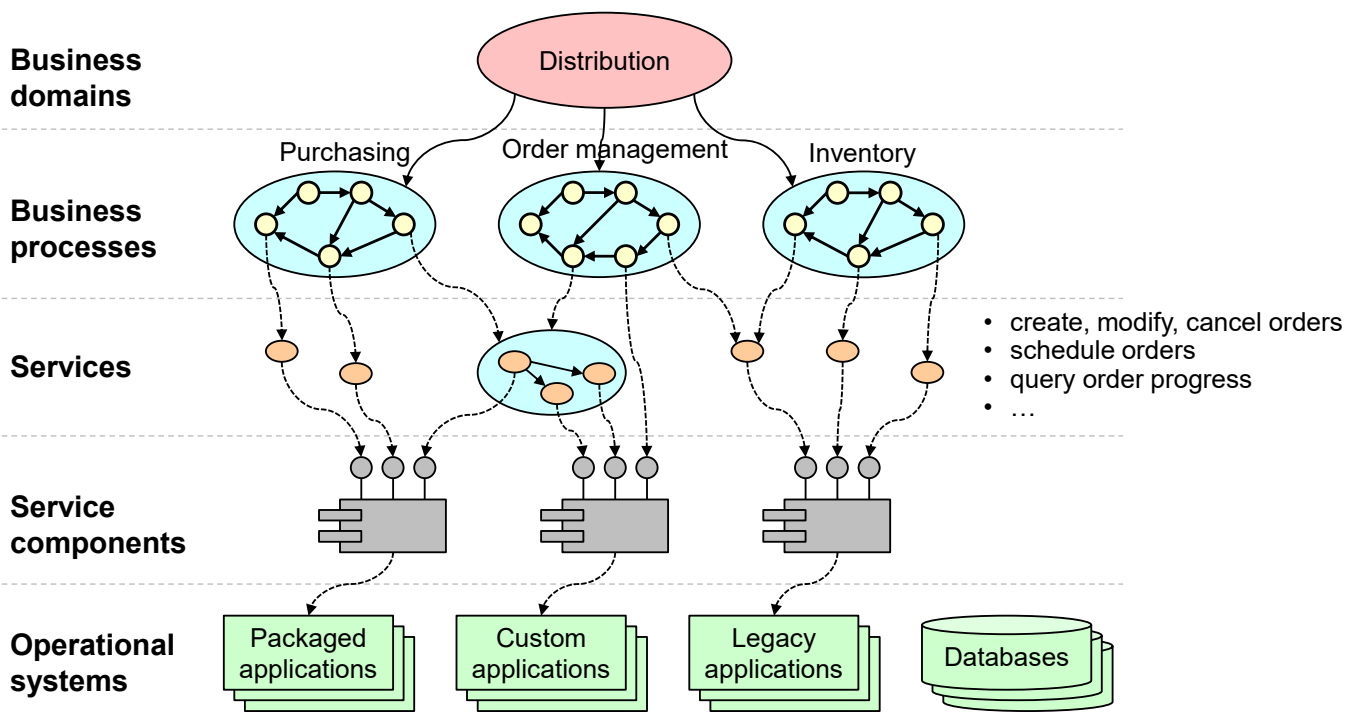 Business
domains
Distribution
Purchasing
Order management
Inventory
Business
processes
Services
• create, modify, cancel orders
• schedule orders
• query order progress
• …
Service
components
Operational
systems
Packaged
applications
Custom
applications
Legacy
applications
Databases